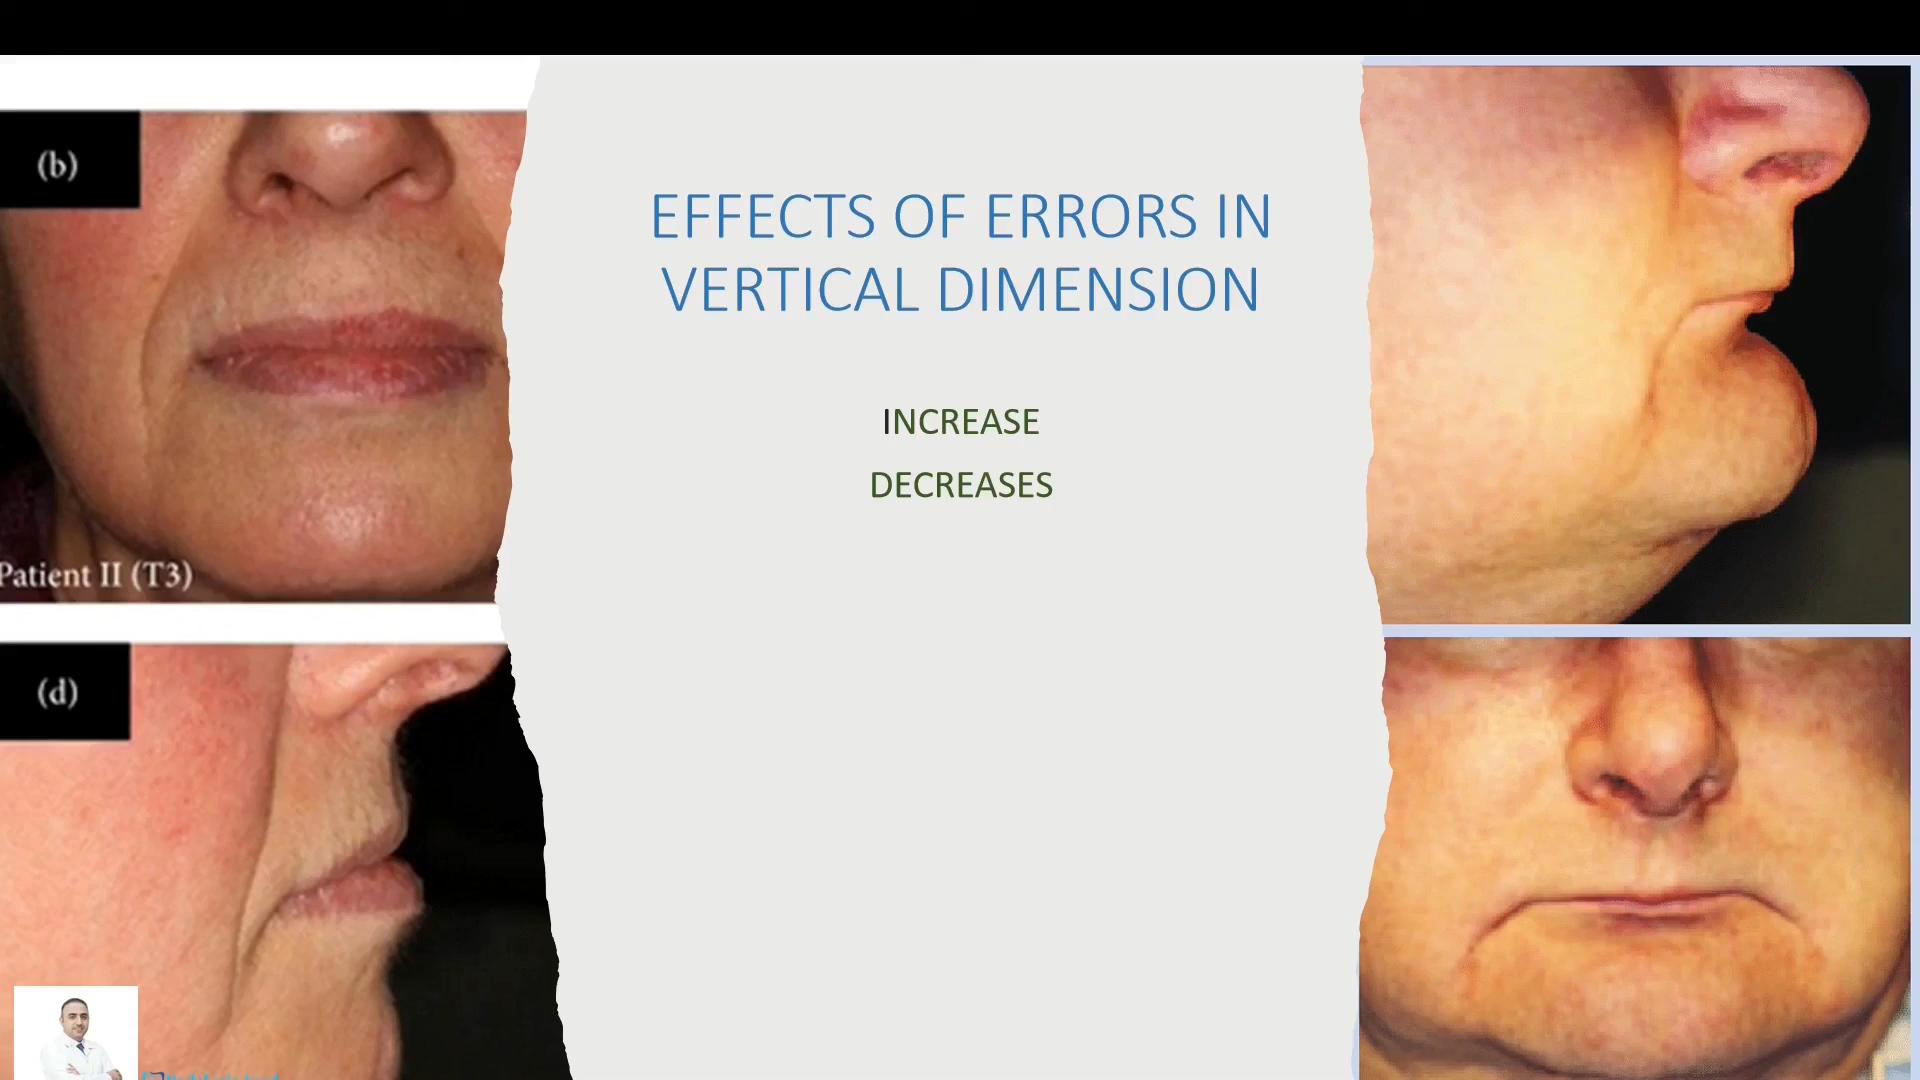 (b)
Patient II (T3)
(d)
EFFECTS OF ERRORS IN
VERTICAL DIMENSION
INCREASE
DECREASES